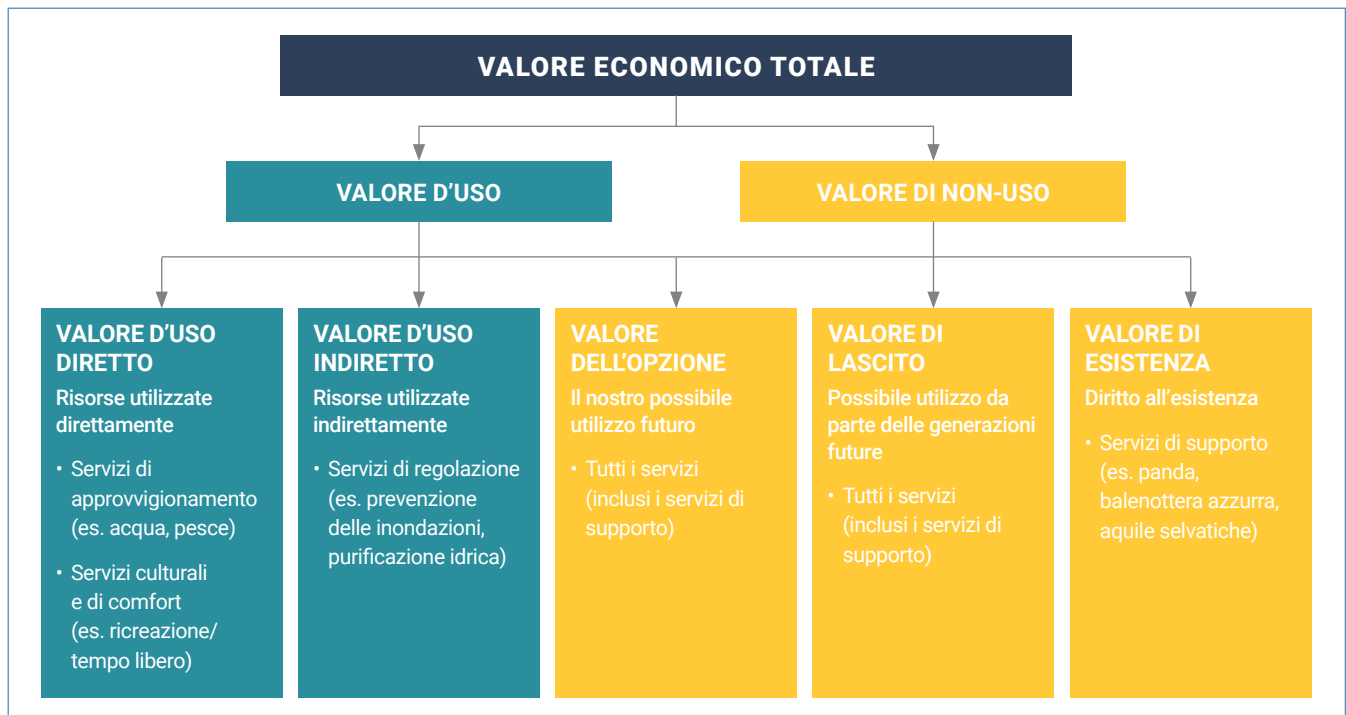 VALORE ECONOMICO TOTALE
VALORE D’USO
VALORE DI NON-USO
VALORE D’USO
DIRETTO
Risorse utilizzate
direttamente
• Servizi di
approvvigionamento
(es. acqua, pesce)
• Servizi culturali
e di comfort
(es. ricreazione/
tempo libero)
VALORE D’USO
INDIRETTO
Risorse utilizzate
indirettamente
• Servizi di regolazione
(es. prevenzione
delle inondazioni,
purificazione idrica)
VALORE
DELL’OPZIONE
Il nostro possibile
utilizzo futuro
• Tutti i servizi
(inclusi i servizi di
supporto)
VALORE DI
LASCITO
Possibile utilizzo da
parte delle generazioni
future
• Tutti i servizi
(inclusi i servizi di
supporto)
VALORE DI
ESISTENZA
Diritto all’esistenza
• Servizi di supporto
(es. panda,
balenottera azzurra,
aquile selvatiche)